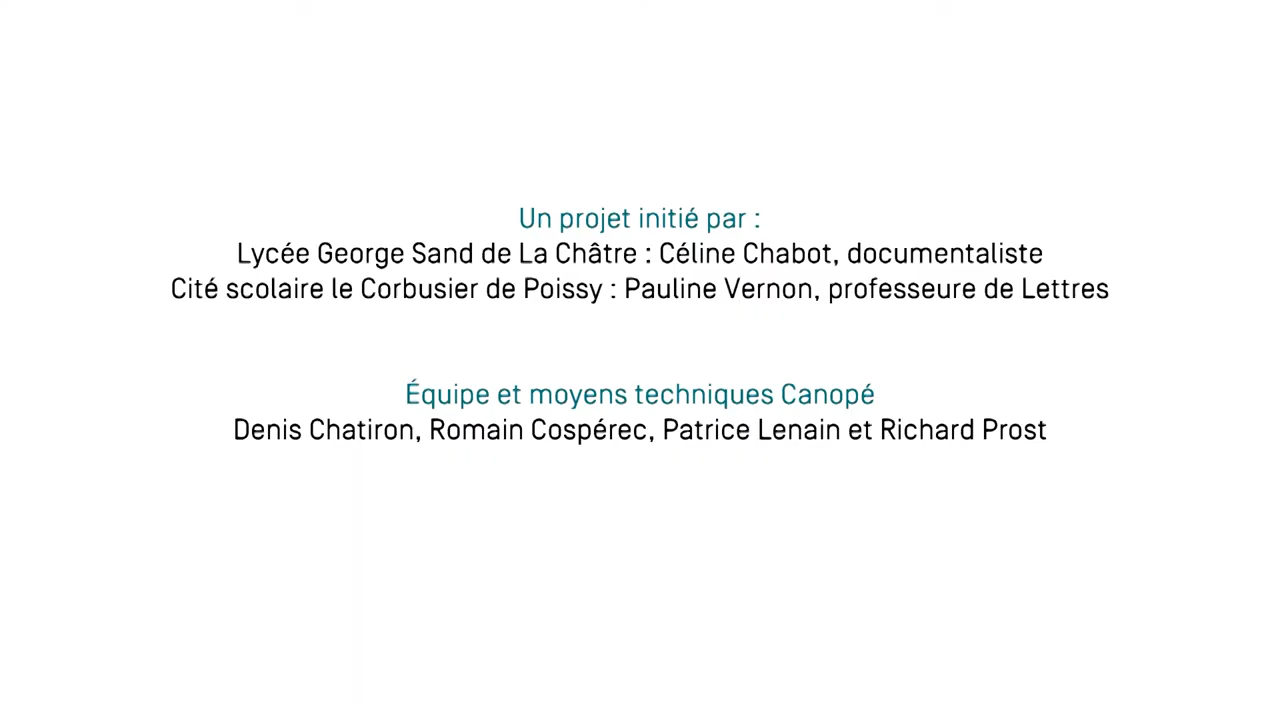 Un projet initié par :
Lycée George Sand de La Châtre : Céline Chabot, documentaliste
Cité scolaire le Corbusier de Poissy : Pauline Vernon, professeure de Lettres
Équipe et moyens techniques Canopé
Denis Chatiron, Romain Cospérec, Patrice Lenain et Richard Prost